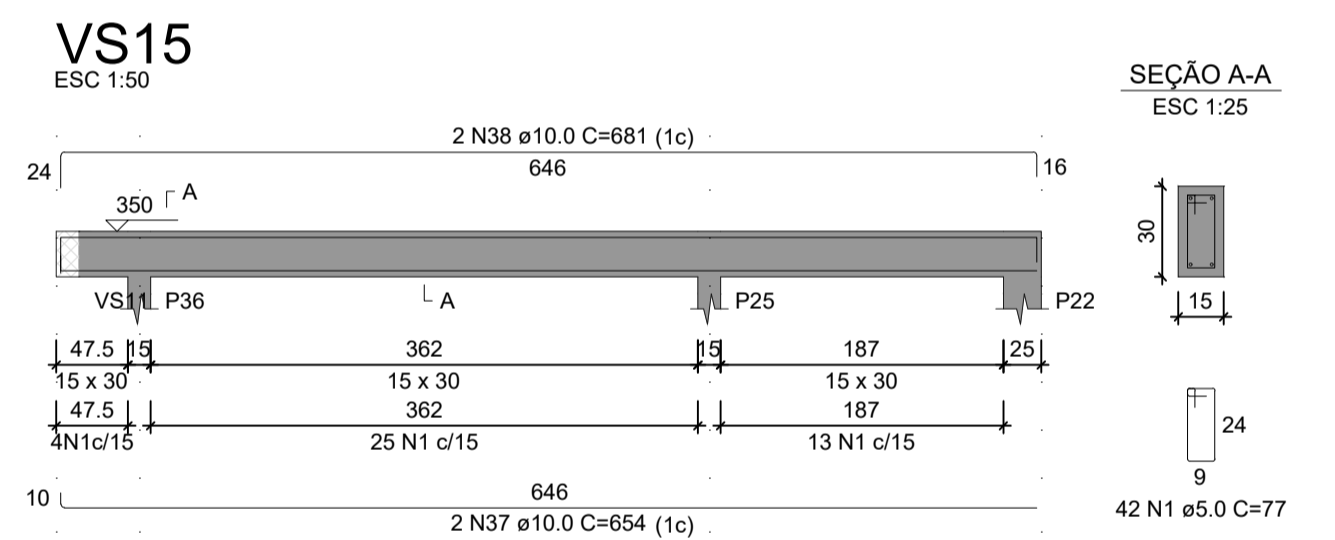 VS15
ESC 1:50
SEÇÃO A-A
ESC 1:25
2 N38 ø10.0 C=681 (1c)
24
646
16
350
A
30
VS11
P36
A
P25
P22
15
47.5
15
362
15
187
25
15 x 30
15 x 30
15 x 30
47.5
362
187
4N1c/15
25 N1 c/15
13 N1 c/15
24
9
42 N1 ø5.0 C=77
10
646
2 N37 ø10.0 C=654 (1c)